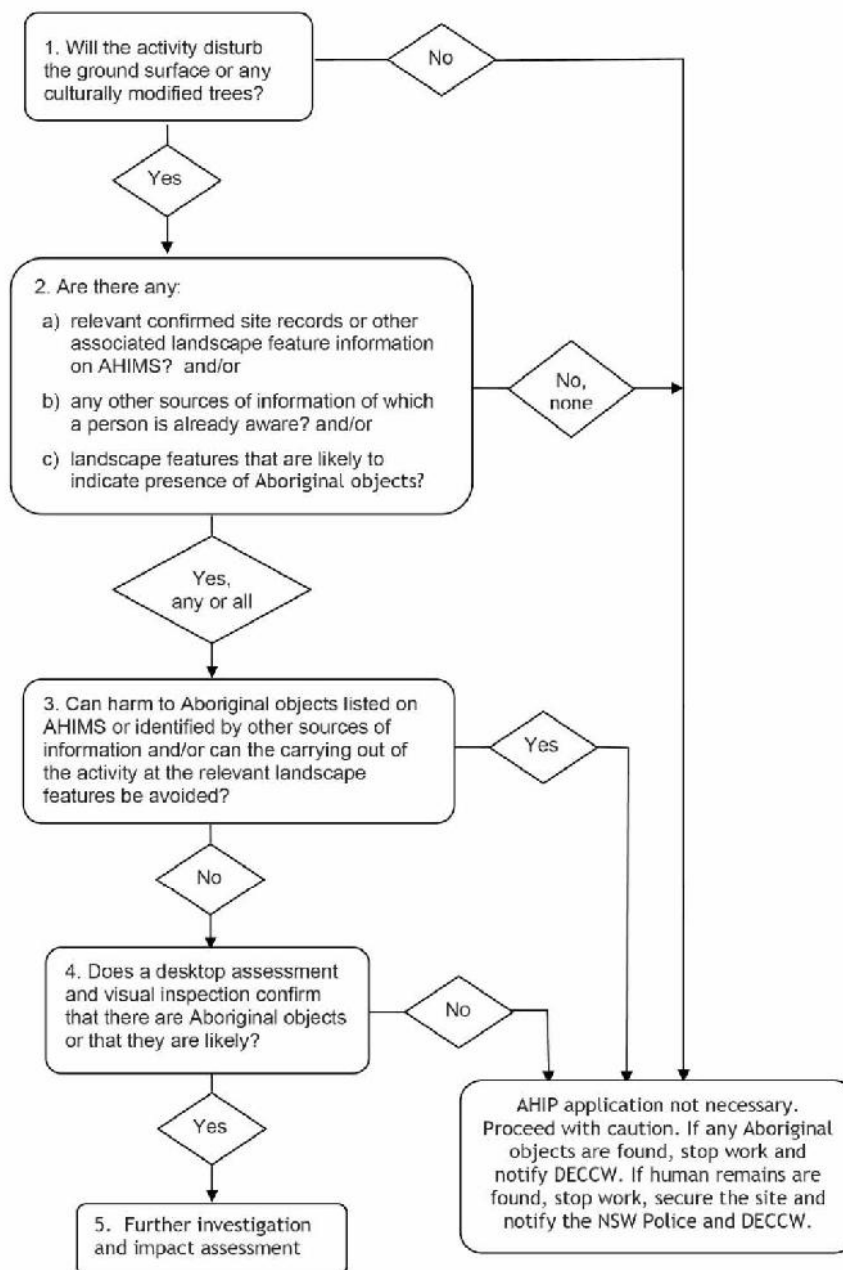 1. Will the activity disturb
the ground surface or any
culturally modified trees?
No
Yes
2. Are there any:
a) relevant confirmed site records or other
associated landscape feature information
on AHIMS? and/or
b) any other sources of information of which
a person is already aware? and/or
c) landscape features that are likely to
indicate presence of Aboriginal objects?
No,
none
Yes,
any or all
3. Can harm to Aboriginal objects listed on
AHIMS or identified by other sources of
information and/or can the carrying out of
the activity at the relevant landscape
features be avoided?
Yes
No
4. Does a desktop assessment
and visual inspection confirm
that there are Aboriginal objects
or that they are likely?
No
Yes
AHIP application not necessary.
Proceed with caution. If any Aboriginal
objects are found, stop work and
notify DECCW. If human remains are
found, stop work, secure the site and
notify the NSW Police and DECCW.
5. Further investigation
and impact assessment